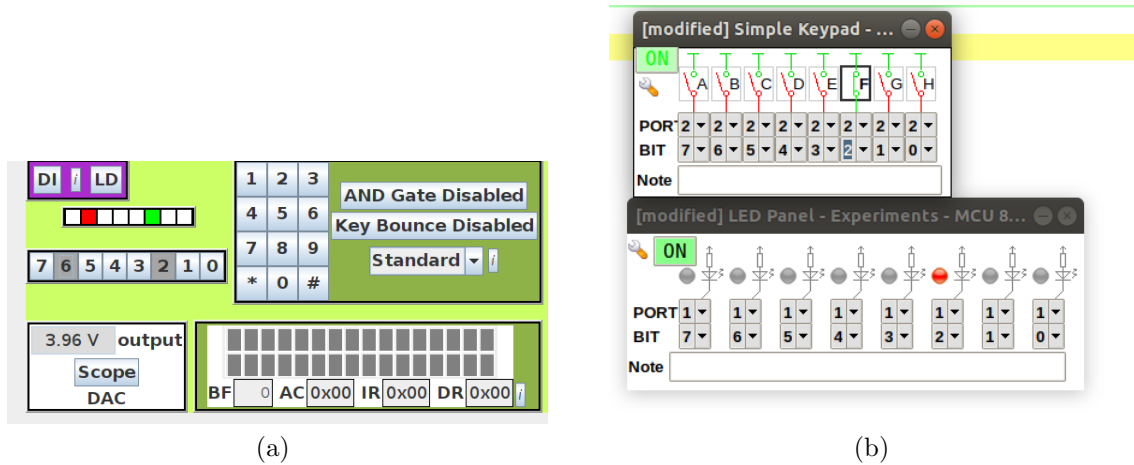 DI i LD
7 6 5 4 3 2 1 0
3.96 V output
Scope
DAC
1 2 3
4 5 6
7 8 9
* 0 #
AND Gate Disabled
Key Bounce Disabled
Standard i
BF 0 AC 0x00 IR 0x00 DR 0x00 i
(a)
[modified] Simple Keypad - ...
ON
A B C D E F G H
PORT 2 2 2 2 2 2 2 2
BIT 7 6 5 4 3 2 1 0
Note
[modified] LED Panel - Experiments - MCU 8...
ON
PORT 1 1 1 1 1 1 1 1
BIT 7 6 5 4 3 2 1 0
Note
(b)